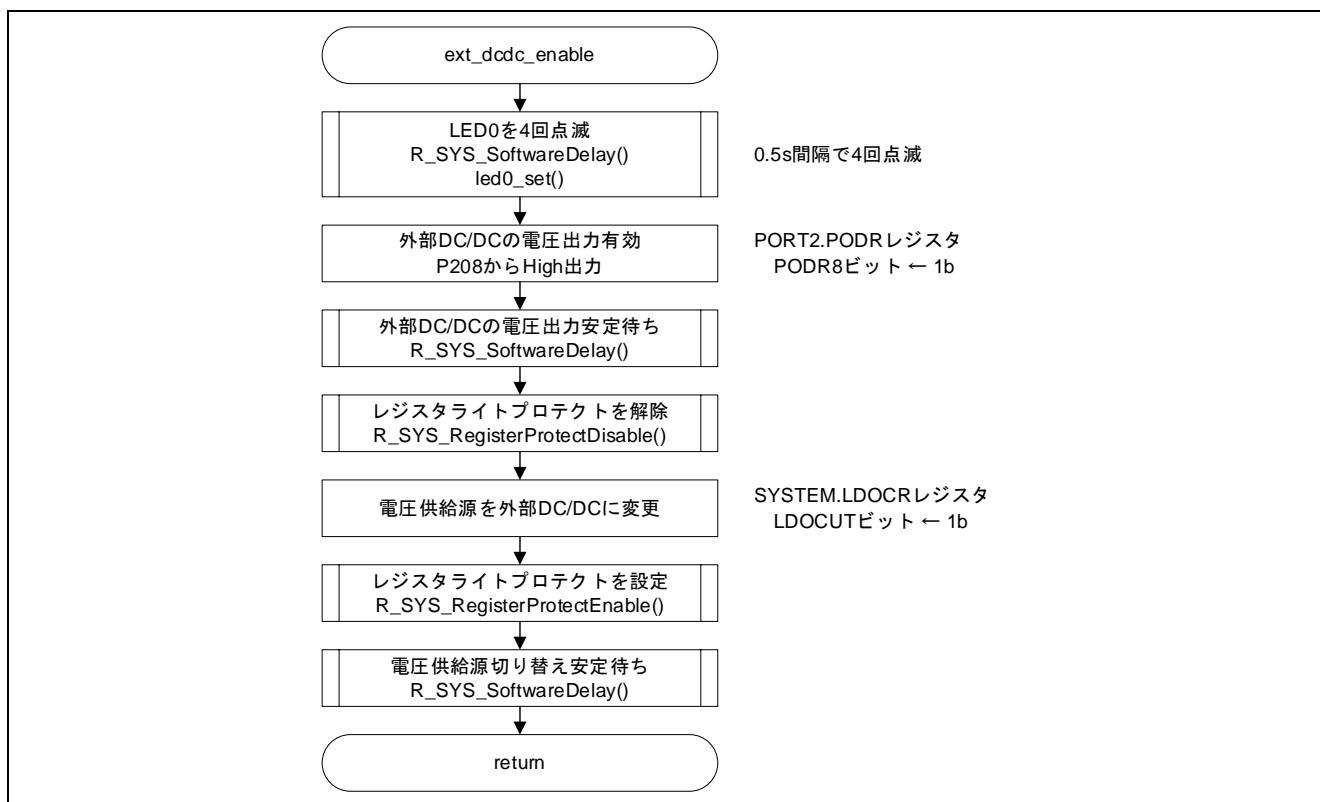 ext_dcdc_enable
LED0を4回点滅
R_SYS_SoftwareDelay()
led0_set()
0.5s間隔で4回点滅
外部DC/DCの電圧出力有効
P208からHigh出力
PORT2.PODRレジスタ
PODR8ビット ← 1b
外部DC/DCの電圧出力安定待ち
R_SYS_SoftwareDelay()
レジスタライトプロテクトを解除
R_SYS_RegisterProtectDisable()
電圧供給源を外部DC/DCに変更
SYSTEM.LDOCRレジスタ
LDOCUTビット ← 1b
レジスタライトプロテクトを設定
R_SYS_RegisterProtectEnable()
電圧供給源切り替え安定待ち
R_SYS_SoftwareDelay()
return